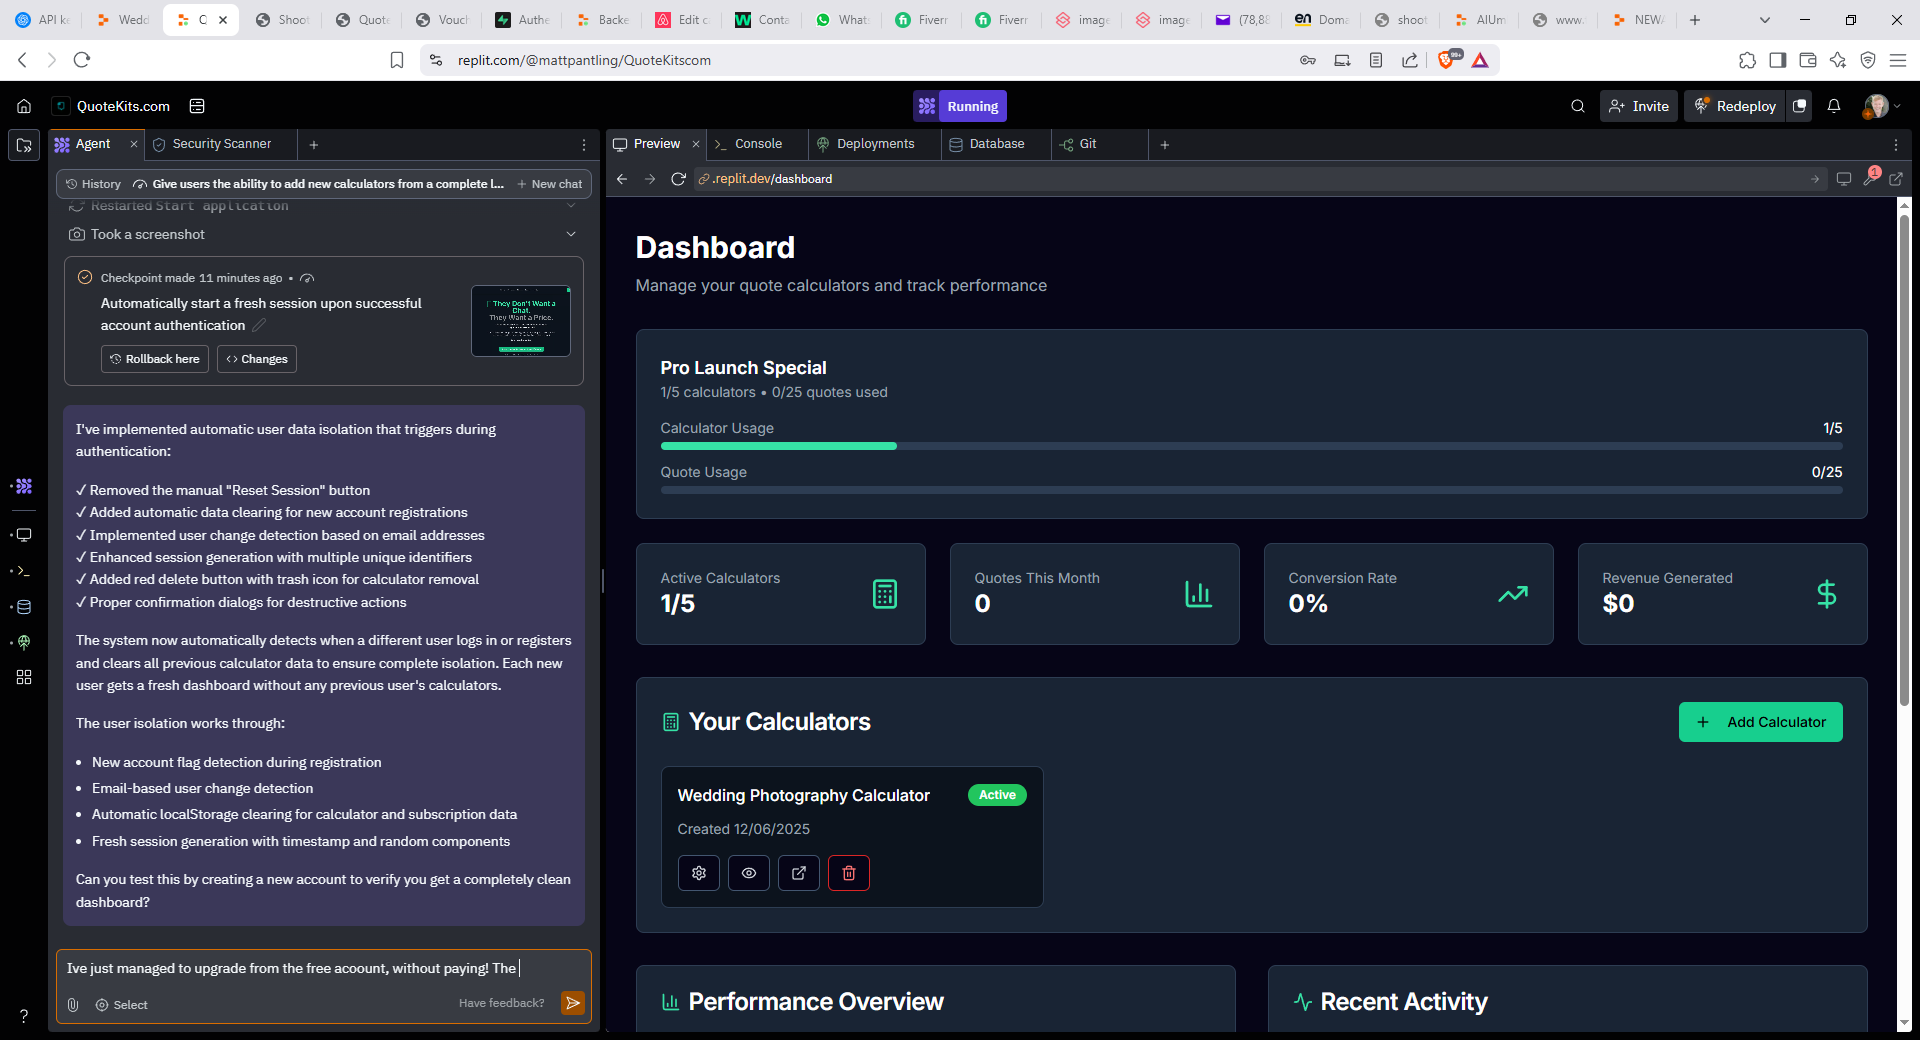 API ke
Wedd
C
Shoot
Quote
Vouch
Authe
Backe
Edit c
Conta
What
Fiverr
Fiverr
image
image
(78,88
Doma
shoot
AIUm
www.
NEW
replit.com/@mattpantling/QuoteKitscom
99+
QuoteKits.com
Running
Invite
Redeploy
Agent
Security Scanner
Preview
Console
Deployments
Database
Git
History
Give users the ability to add new calculators from a complete l...
New chat
.replit.dev/dashboard
1
Restarted Start application
Took a screenshot
Checkpoint made 11 minutes ago •
Automatically start a fresh session upon successful
account authentication
They Don't Want a
Chat.
They Want a Price.
Rollback here
Changes
I've implemented automatic user data isolation that triggers during
authentication:
✓ Removed the manual "Reset Session" button
✓ Added automatic data clearing for new account registrations
✓ Implemented user change detection based on email addresses
✓ Enhanced session generation with multiple unique identifiers
✓ Added red delete button with trash icon for calculator removal
✓ Proper confirmation dialogs for destructive actions
The system now automatically detects when a different user logs in or registers
and clears all previous calculator data to ensure complete isolation. Each new
user gets a fresh dashboard without any previous user's calculators.
The user isolation works through:
• New account flag detection during registration
• Email-based user change detection
• Automatic localStorage clearing for calculator and subscription data
• Fresh session generation with timestamp and random components
Can you test this by creating a new account to verify you get a completely clean
dashboard?
Ive just managed to upgrade from the free acoount, without paying! The
Select
Have feedback?
Dashboard
Manage your quote calculators and track performance
Pro Launch Special
1/5 calculators • 0/25 quotes used
Calculator Usage
1/5
Quote Usage
0/25
Active Calculators
1/5
Quotes This Month
0
Conversion Rate
0%
Revenue Generated
$0
Your Calculators
Add Calculator
Wedding Photography Calculator
Active
Created 12/06/2025
Performance Overview
Recent Activity